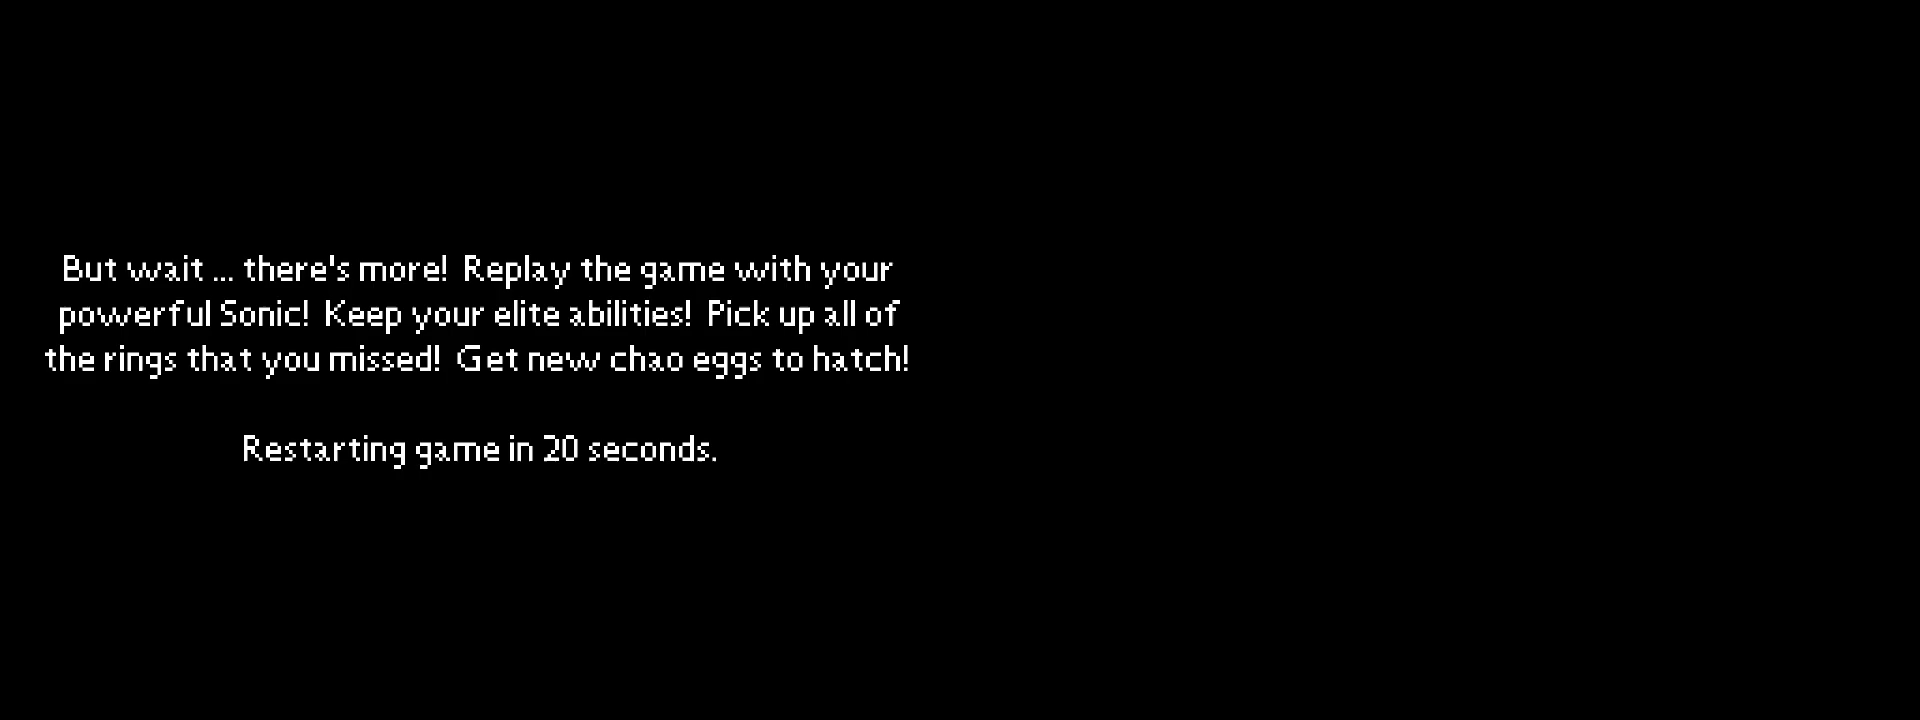 But wait ... there's more! Replay the game with your
powerful Sonic! Keep your elite abilities! Pick up all of
the rings that you missed! Get new chao eggs to hatch!
Restarting game in 20 seconds.